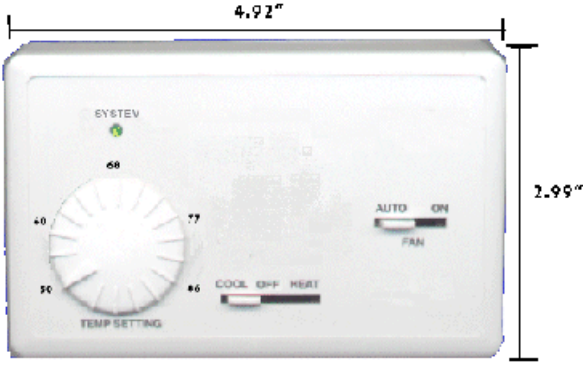 4.92"
SYSTEM
68
60
77
2.99"
AUTO ON
FAN
50
86
COOL OFF HEAT
TEMP SETTING